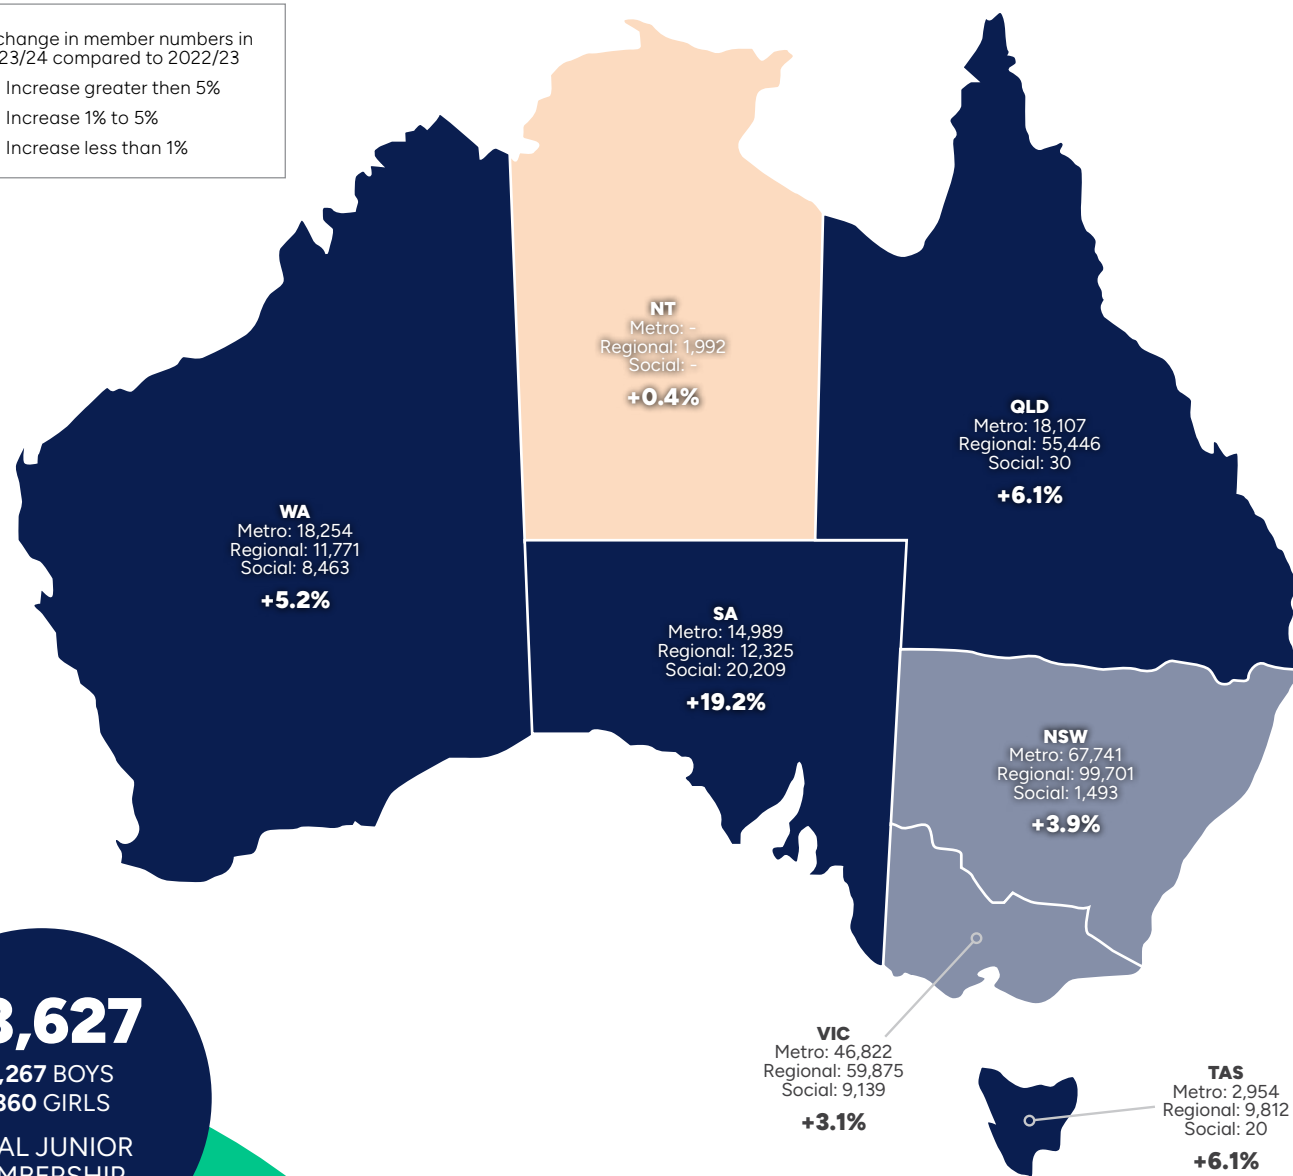 change in member numbers in
23/24 compared to 2022/23
Increase greater then 5%
Increase 1% to 5%
Increase less than 1%
NT
Metro: -
Regional: 1,992
Social: -
+0.4%
QLD
Metro: 18,107
Regional: 55,446
Social: 30
+6.1%
WA
Metro: 18,254
Regional: 11,771
Social: 8,463
+5.2%
SA
Metro: 14,989
Regional: 12,325
Social: 20,209
+19.2%
NSW
Metro: 67,741
Regional: 99,701
Social: 1,493
+3.9%
VIC
Metro: 46,822
Regional: 59,875
Social: 9,139
+3.1%
TAS
Metro: 2,954
Regional: 9,812
Social: 20
+6.1%
3,627
,267 BOYS
360 GIRLS
AL JUNIOR
MBERSHIP